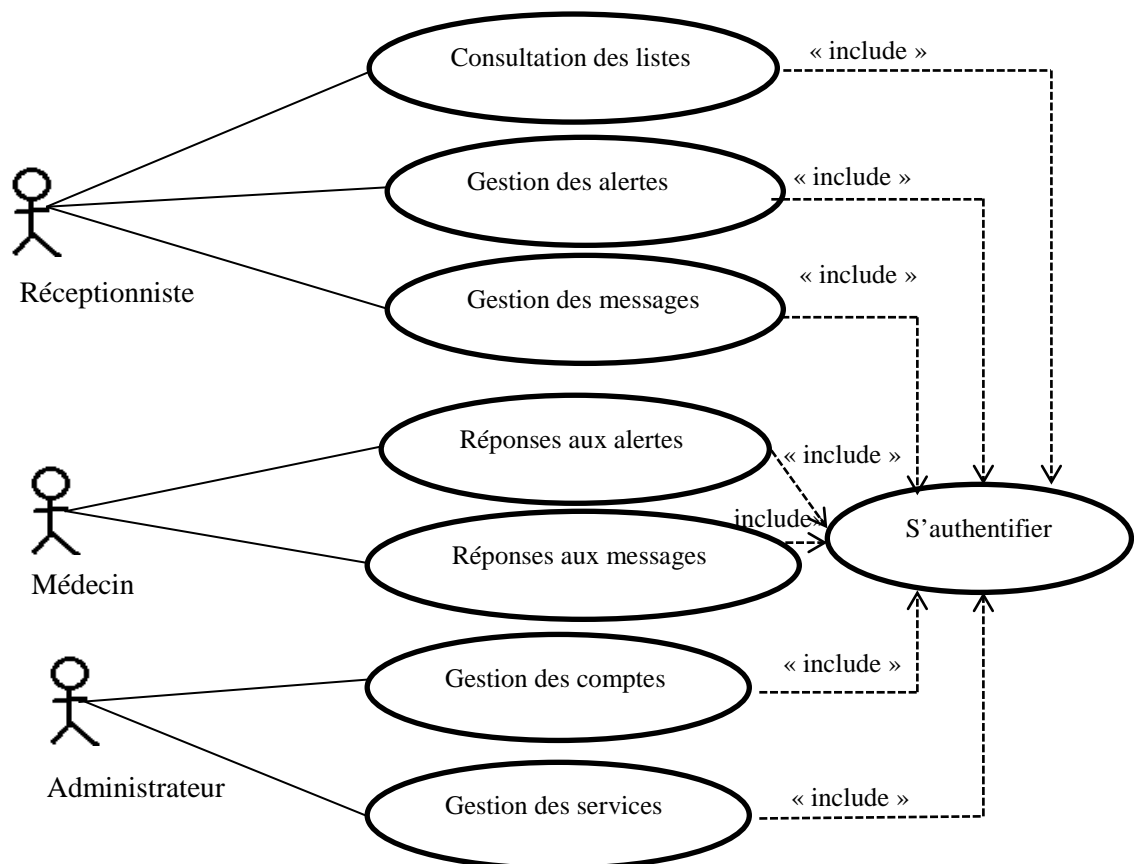 Consultation des listes
« include »
Gestion des alertes
« include »
Réceptionniste
Gestion des messages
« include »
Réponses aux alertes
« include »
Médecin
Réponses aux messages
include»
S’authentifier
Gestion des comptes
« include »
Administrateur
Gestion des services
« include »